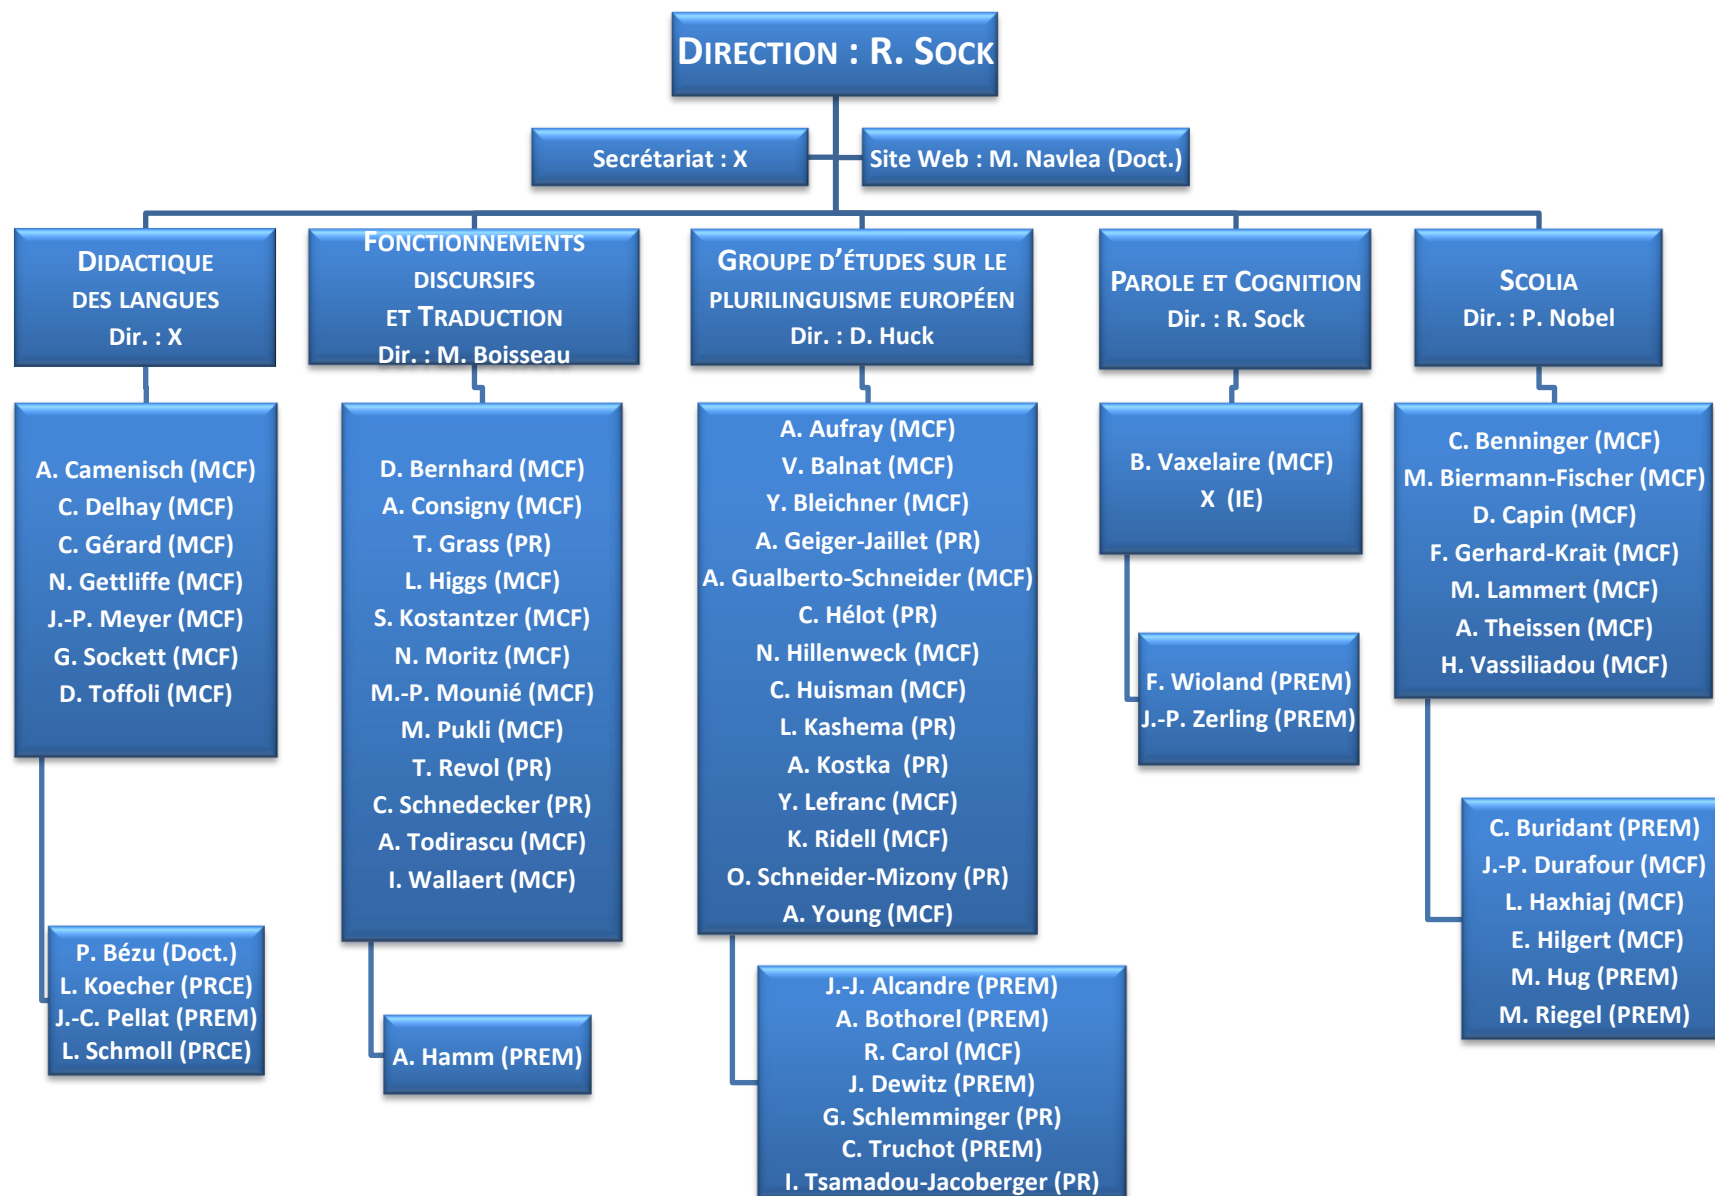 DIRECTION : R. SOCK
Secrétariat : X
Site Web : M. Navlea (Doct.)
DIDACTIQUE
DES LANGUES
Dir. : X
FONCTIONNEMENTS
DISCURSIFS
ET TRADUCTION
Dir. : M. Boisseau
GROUPE D'ÉTUDES SUR LE
PLURILINGUISME EUROPÉEN
Dir. : D. Huck
PAROLE ET COGNITION
Dir. : R. Sock
SCOLIA
Dir. : P. Nobel
A. Camenisch (MCF)
C. Delhay (MCF)
C. Gérard (MCF)
N. Gettliffe (MCF)
J.-P. Meyer (MCF)
G. Sockett (MCF)
D. Toffoli (MCF)
P. Bézu (Doct.)
L. Koecher (PRCE)
J.-C. Pellat (PREM)
L. Schmoll (PRCE)
D. Bernhard (MCF)
A. Consigny (MCF)
T. Grass (PR)
L. Higgs (MCF)
S. Kostantzer (MCF)
N. Moritz (MCF)
M.-P. Mounié (MCF)
M. Pukli (MCF)
T. Revol (PR)
C. Schnedecker (PR)
A. Todirascu (MCF)
I. Wallaert (MCF)
A. Hamm (PREM)
A. Aufray (MCF)
V. Balnat (MCF)
Y. Bleichner (MCF)
A. Geiger-Jaillet (PR)
A. Gualberto-Schneider (MCF)
C. Hélot (PR)
N. Hillenweck (MCF)
C. Huisman (MCF)
L. Kashema (PR)
A. Kostka (PR)
Y. Lefranc (MCF)
K. Ridell (MCF)
O. Schneider-Mizony (PR)
A. Young (MCF)
J.-J. Alcandre (PREM)
A. Bothorel (PREM)
R. Carol (MCF)
J. Dewitz (PREM)
G. Schlemminger (PR)
C. Truchot (PREM)
I. Tsamadou-Jacoberger (PR)
B. Vaxelaire (MCF)
X (IE)
F. Wioland (PREM)
J.-P. Zerling (PREM)
C. Benninger (MCF)
M. Biermann-Fischer (MCF)
D. Capin (MCF)
F. Gerhard-Krait (MCF)
M. Lammert (MCF)
A. Theissen (MCF)
H. Vassiliadou (MCF)
C. Buridant (PREM)
J.-P. Durafour (MCF)
L. Haxhiaj (MCF)
E. Hilgert (MCF)
M. Hug (PREM)
M. Riegel (PREM)